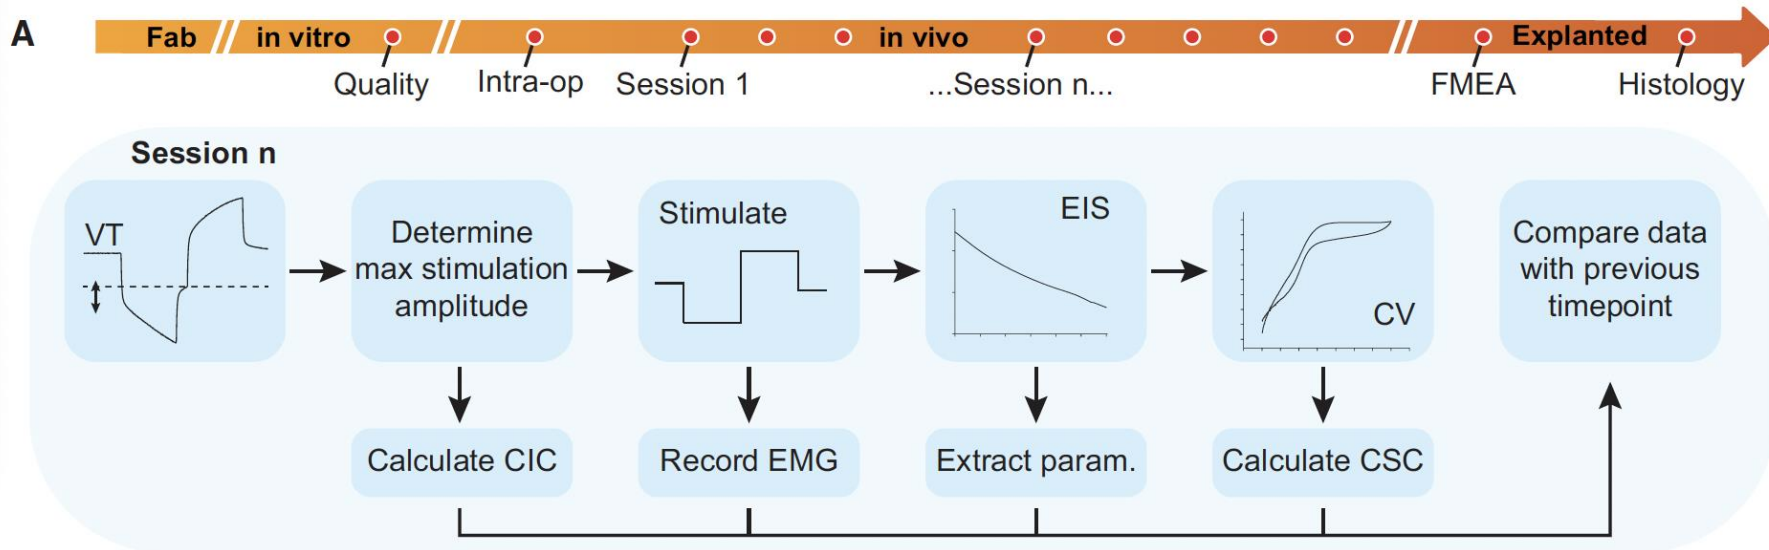 A
Fab in vitro in vivo Explanted
Quality Intra-op Session 1 ...Session n... FMEA Histology
Session n
VT
Determine
max stimulation
amplitude
Stimulate
EIS
CV
Compare data
with previous
timepoint
Calculate CIC
Record EMG
Extract param.
Calculate CSC